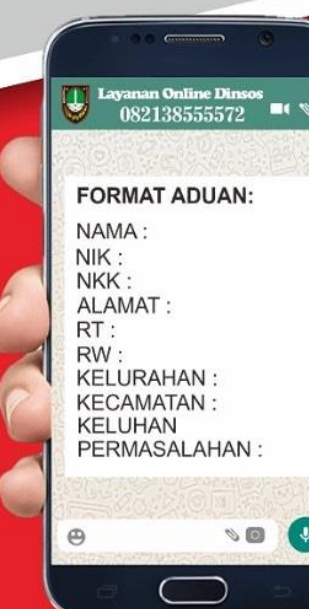 Layanan Online Dinsos
082138555572
FORMAT ADUAN:
NAMA :
NIK :
NKK :
ALAMAT :
RT :
RW :
KELURAHAN :
KECAMATAN :
KELUHAN
PERMASALAHAN :